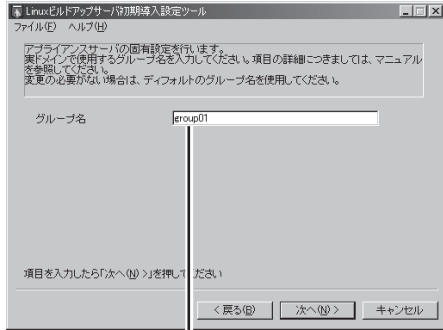 Linuxビルドアップサーバ初期導入設定ツール
ファイル(F) ヘルプ(H)
アプライアンスサーバの固有設定を行います。
実ドメインで使用するグループ名を入力してください。項目の詳細につきましては、マニュアル
を参照してください。
変更の必要がない場合は、ディフォルトのグループ名を使用してください。
グループ名 group01
項目を入力したら「次へ(N) >」を押してください
< 戻る(B) 次へ(N) > キャンセル